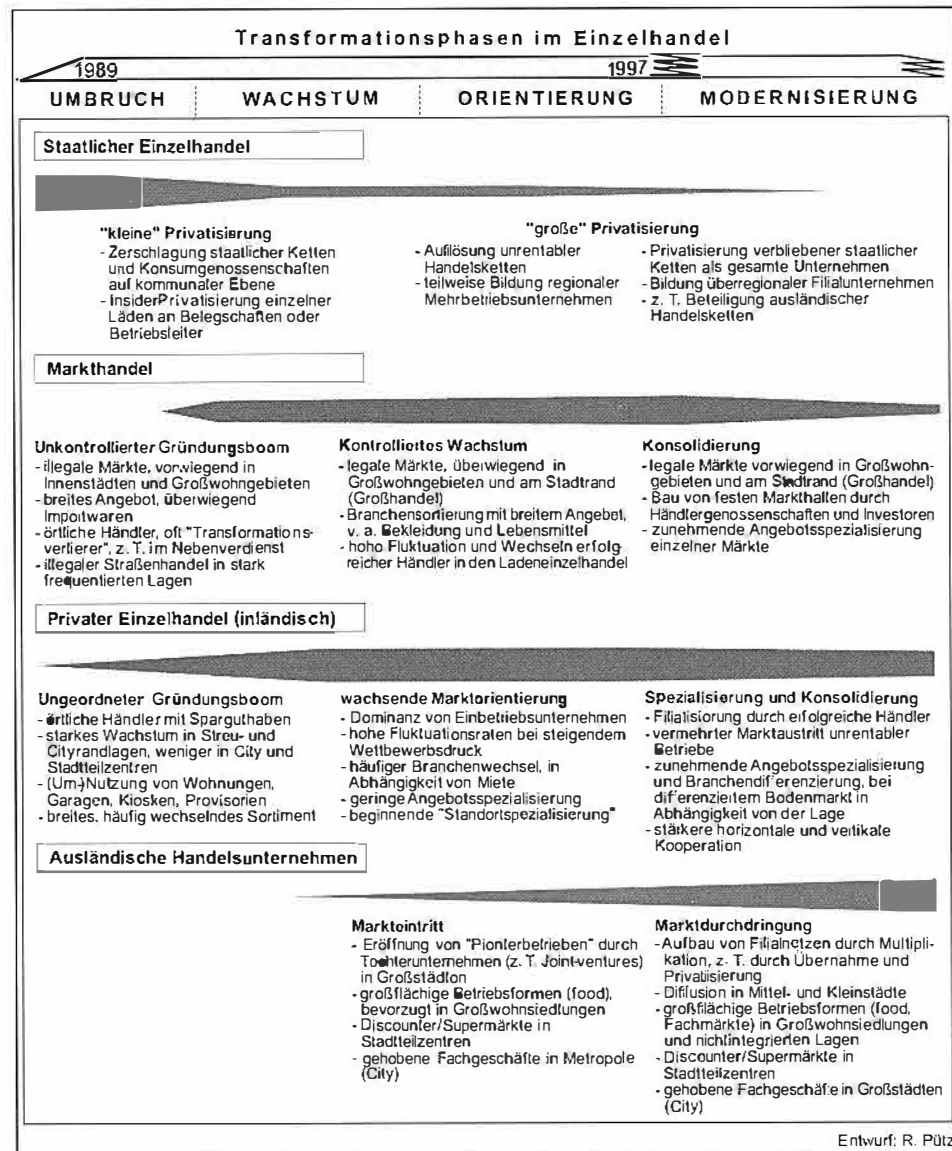 Transformationsphasen im Einzelhandel
1989
1997
UMBRUCH WACHSTUM ORIENTIERUNG MODERNISIERUNG
Staatlicher Einzelhandel
"kleine" Privatisierung
- Zerschlagung staatlicher Ketten
und Konsumgenossenschaften
auf kommunaler Ebene
- InsiderPrivatisierung einzelner
Läden an Belegschaften oder
Betriebsleiter
"große" Privatisierung
- Auflösung unrentabler
Handelsketten
- teilweise Bildung regionaler
Mehrbetriebsunternehmen
- Privatisierung verbliebener staatlicher
Ketten als gesamte Unternehmen
- Bildung überregionaler Filialunternehmen
- z. T. Beteiligung ausländischer
Handelsketten
Markthandel
Unkontrollierter Gründungsboom
- illegale Märkte, vorwiegend in
Innenstädten und Großwohngebieten
- breites Angebot, überwiegend
Importwaren
- örtliche Händler, oft "Transformations-
verlierer", z. T. im Nebenverdienst
- illegaler Straßenhandel in stark
frequentierten Lagen
Kontrolliertes Wachstum
- legale Märkte, überwiegend in
Großwohngebieten und am Stadtrand
(Großhandel)
- Branchensortierung mit breitem Angebot,
v. a. Bekleidung und Lebensmittel
- hoho Fluktuation und Wechseln erfolg-
reicher Händler in den Ladeneinzelhandel
Konsolidierung
- legale Märkte vorwiegend in Großwohn-
gebieten und am Stadtrand (Großhandel)
- Bau von festen Markthallen durch
Händlergenossenschaften und Investoren
- zunehmende Angebotsspezialisierung
einzelner Märkte
Privater Einzelhandel (inländisch)
Ungeordneter Gründungsboom
- örtliche Händler mit Sparguthaben
- starkes Wachstum in Streu- und
Cityrandlagen, weniger in City und
Stadtteilzentren
- (Um-)Nutzung von Wohnungen,
Garagen, Kiosken, Provisorien
- breites, häufig wechselndes Sortiment
wachsende Marktorientierung
- Dominanz von Einbetriebsunternehmen
- hohe Fluktuationsraten bei steigendem
Wettbewerbsdruck
- häufiger Branchenwechsel, in
Abhängigkeit von Miete
- geringe Angebotsspezialisierung
- beginnende "Standortspezialisierung"
Spezialisierung und Konsolidierung
- Filialisierung durch erfolgreiche Händler
- vermehrter Marktaustritt unrentabler
Betriebe
- zunehmende Angebotsspezialisierung
und Branchendifferenzierung, bei
differenziertem Bodenmarkt in
Abhängigkeit von der Lage
- stärkere horizontale und vertikale
Kooperation
Ausländische Handelsunternehmen
Markteintritt
- Eröffnung von "Pionierbetrieben" durch
Tochterunternehmen (z. T. Joint-ventures)
in Großstädten
- großflächige Betriebsformen (food),
bevorzugt in Großwohnsiedlungen
- Discounter/Supermärkte in
Stadtteilzentren
- gehobene Fachgeschäfte in Metropole
(City)
Marktdurchdringung
- Aufbau von Filialnetzen durch Multipli-
kation, z. T. durch Übernahme und
Privatisierung
- Diffusion in Mittel- und Kleinstädte
- großflächige Betriebsformen (food,
Fachmärkte) in Großwohnsiedlungen
und nichtintegrierten Lagen
- Discounter/Supermärkte in
Stadtteilzentren
- gehobene Fachgeschäfte in Großstädten
(City)
Entwurf: R. Pütz